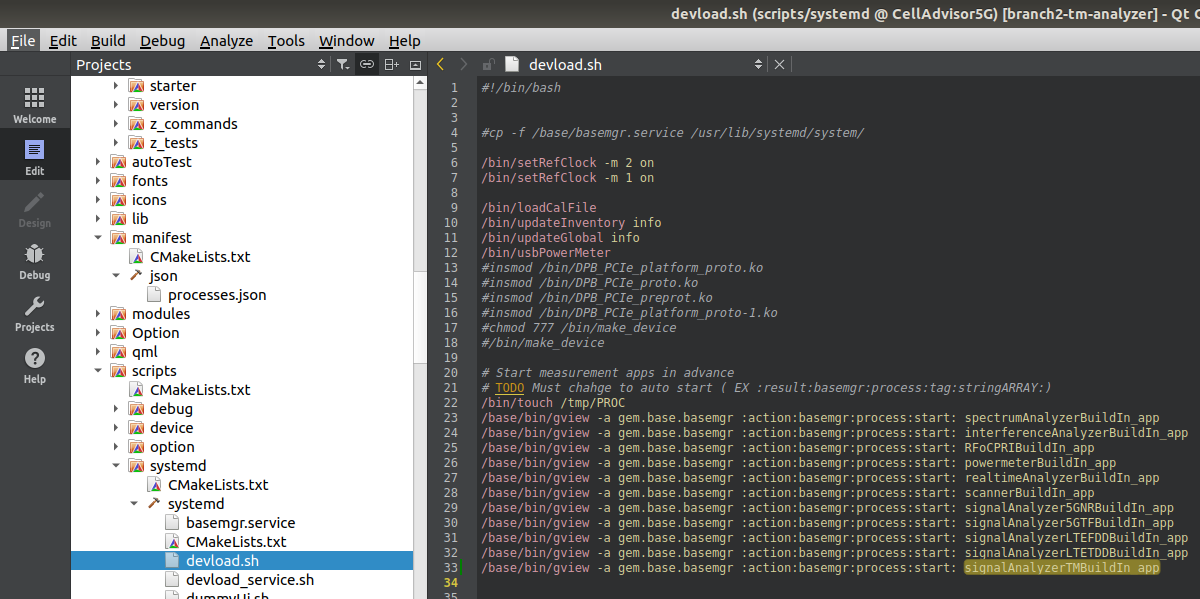 devload.sh (scripts/systemd @ CellAdvisor5G) [branch2-tm-analyzer] - Qt C
File Edit Build Debug Analyze Tools Window Help
Projects
devload.sh
Welcome
Edit
Design
Debug
Projects
Help
starter
version
z_commands
z_tests
autoTest
fonts
icons
lib
manifest
CMakeLists.txt
json
processes.json
modules
Option
qml
scripts
CMakeLists.txt
debug
device
option
systemd
CMakeLists.txt
systemd
basemgr.service
CMakeLists.txt
devload.sh
devload_service.sh
dummyUi.sh
1 #!/bin/bash
2
3
4 #cp -f /base/basemgr.service /usr/lib/systemd/system/
5
6 /bin/setRefClock -m 2 on
7 /bin/setRefClock -m 1 on
8
9 /bin/loadCalFile
10 /bin/updateInventory info
11 /bin/updateGlobal info
12 /bin/usbPowerMeter
13 #insmod /bin/DPB_PCIe_platform_proto.ko
14 #insmod /bin/DPB_PCIe_proto.ko
15 #insmod /bin/DPB_PCIe_preprot.ko
16 #insmod /bin/DPB_PCIe_platform_proto-1.ko
17 #chmod 777 /bin/make_device
18 #/bin/make_device
19
20 # Start measurement apps in advance
21 # TODO Must chahge to auto start ( EX :result:basemgr:process:tag:stringARRAY:)
22 /bin/touch /tmp/PROC
23 /base/bin/gview -a gem.base.basemgr :action:basemgr:process:start: spectrumAnalyzerBuildIn_app
24 /base/bin/gview -a gem.base.basemgr :action:basemgr:process:start: interferenceAnalyzerBuildIn_app
25 /base/bin/gview -a gem.base.basemgr :action:basemgr:process:start: RFoCPRIBuildIn_app
26 /base/bin/gview -a gem.base.basemgr :action:basemgr:process:start: powermeterBuildIn_app
27 /base/bin/gview -a gem.base.basemgr :action:basemgr:process:start: realtimeAnalyzerBuildIn_app
28 /base/bin/gview -a gem.base.basemgr :action:basemgr:process:start: scannerBuildIn_app
29 /base/bin/gview -a gem.base.basemgr :action:basemgr:process:start: signalAnalyzer5GNRBuildIn_app
30 /base/bin/gview -a gem.base.basemgr :action:basemgr:process:start: signalAnalyzer5GTFBuildIn_app
31 /base/bin/gview -a gem.base.basemgr :action:basemgr:process:start: signalAnalyzerLTEFDDBuildIn_app
32 /base/bin/gview -a gem.base.basemgr :action:basemgr:process:start: signalAnalyzerLTETDDBuildIn_app
33 /base/bin/gview -a gem.base.basemgr :action:basemgr:process:start: signalAnalyzerTMBuildIn_app
34
35